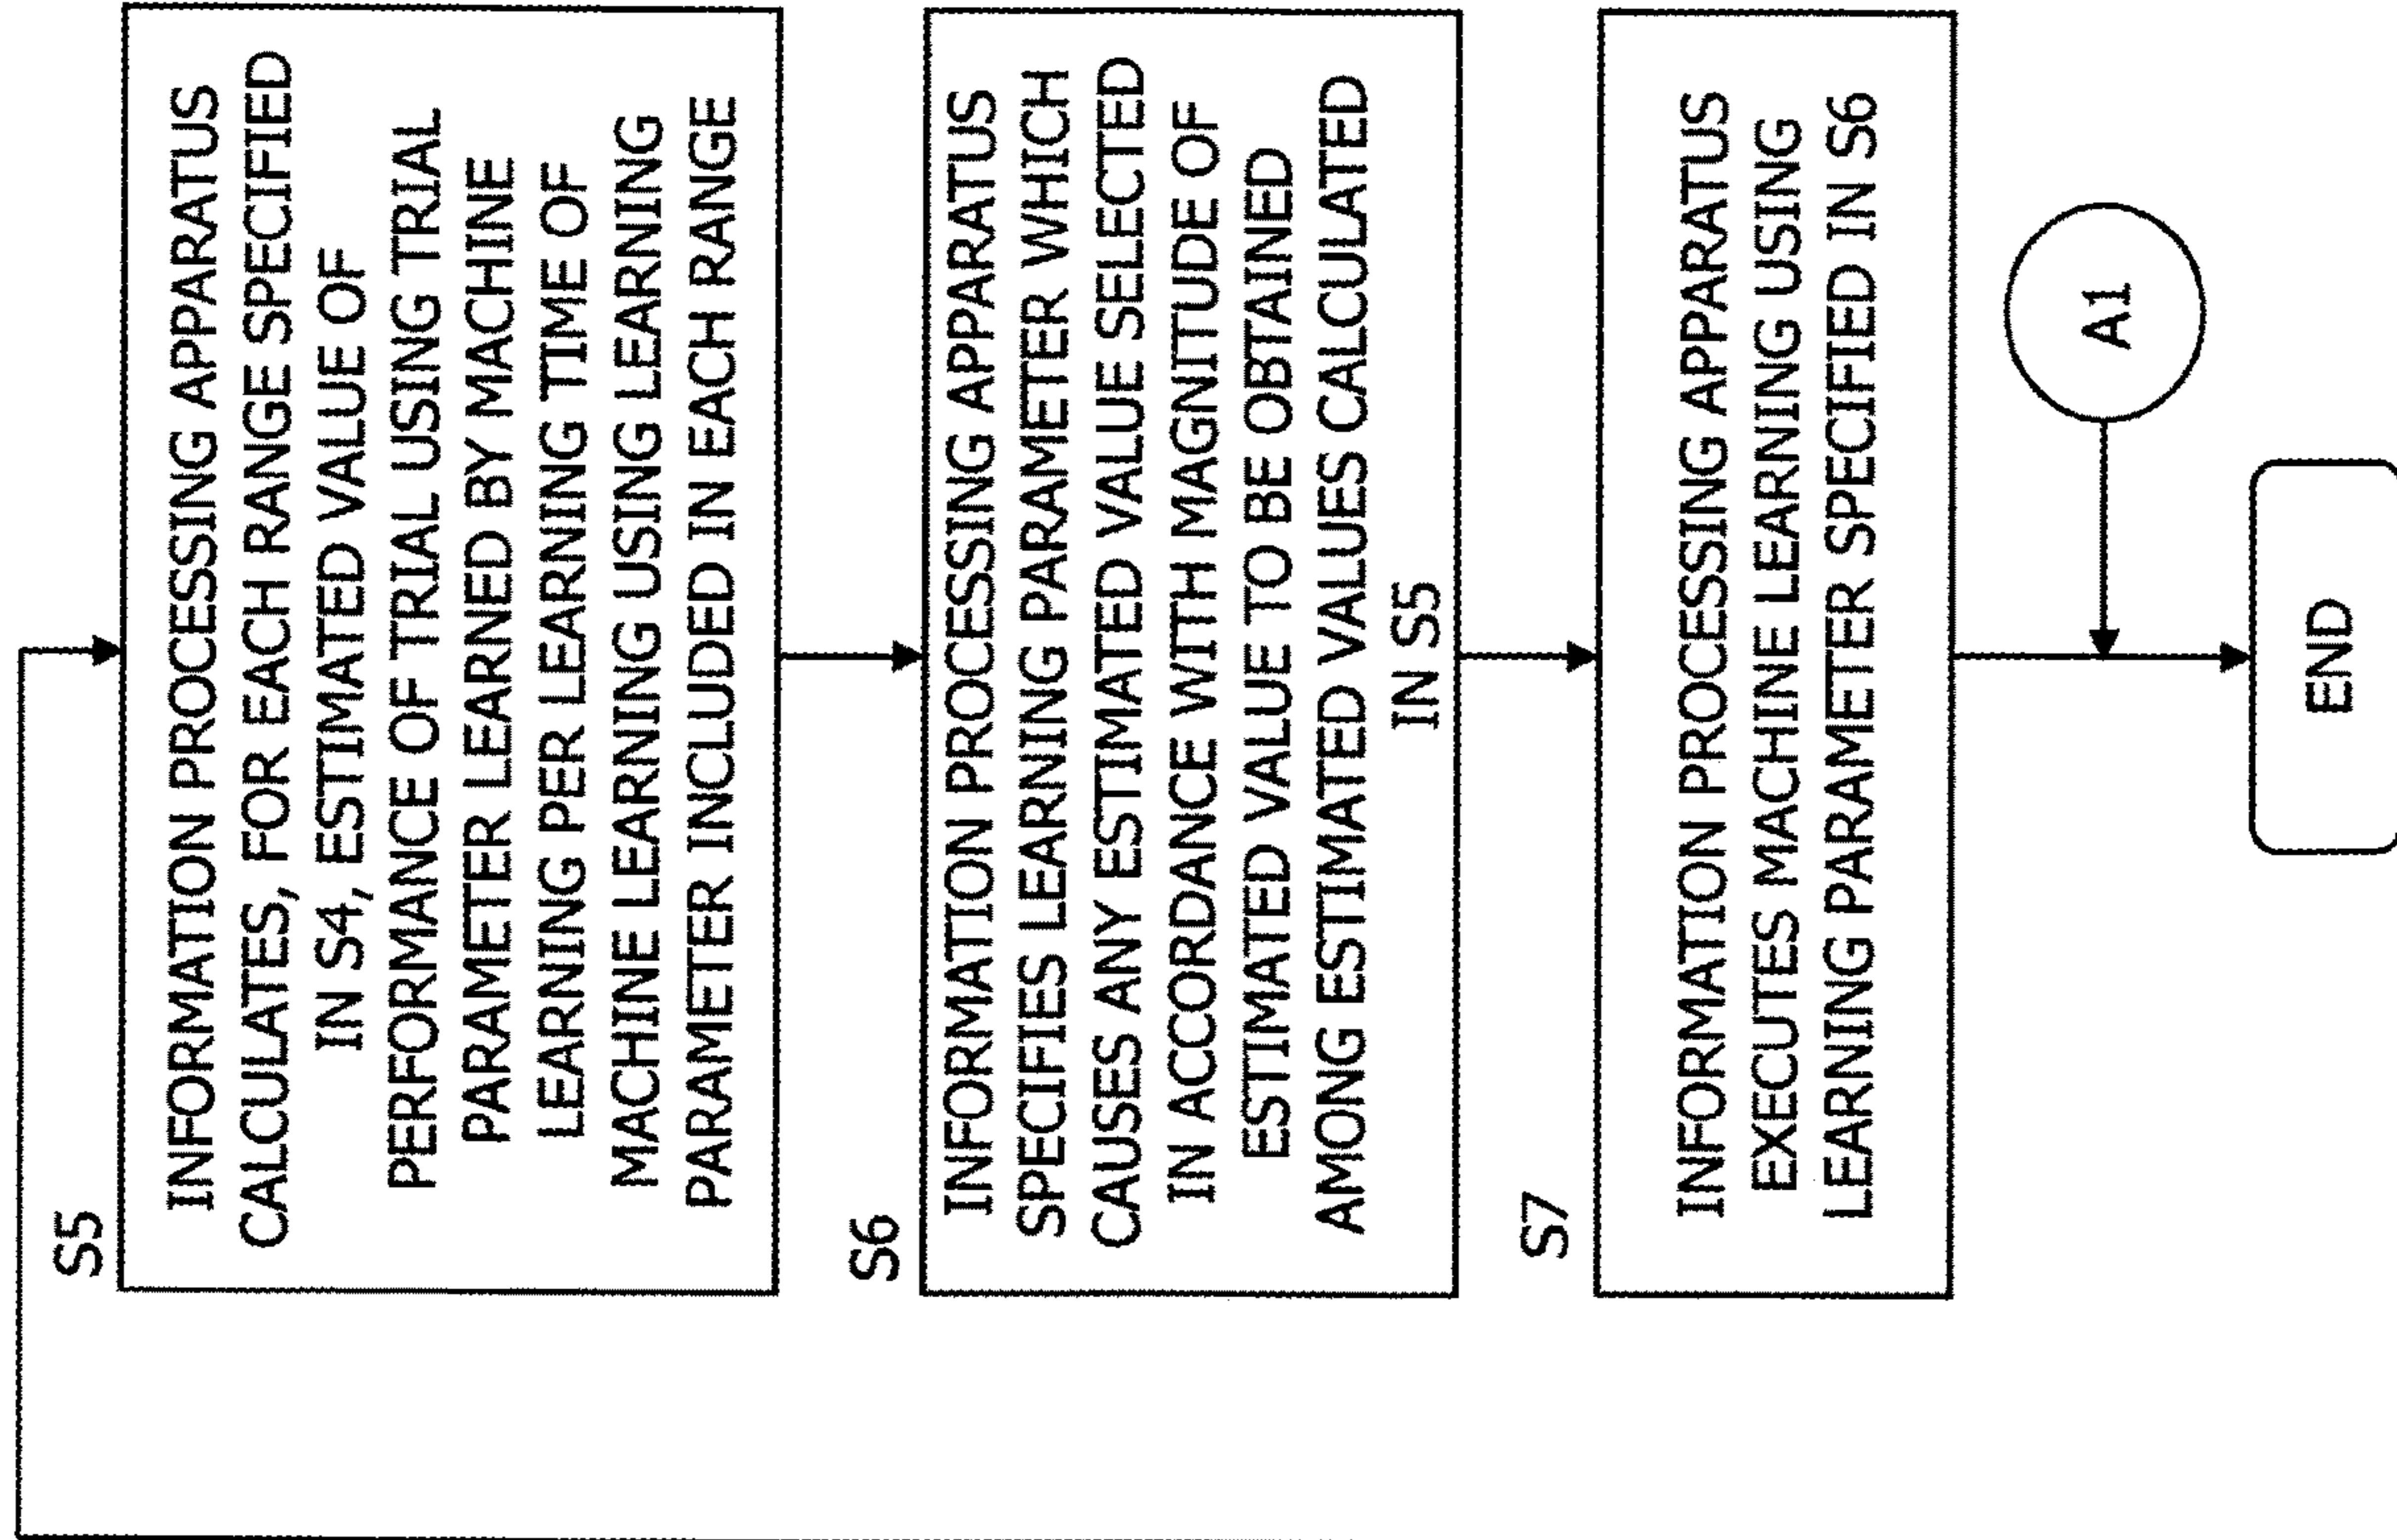 S5
INFORMATION PROCESSING APPARATUS
CALCULATES, FOR EACH RANGE SPECIFIED
IN S4, ESTIMATED VALUE OF
PERFORMANCE OF TRIAL USING TRIAL
PARAMETER LEARNED BY MACHINE
LEARNING PER LEARNING TIME OF
MACHINE LEARNING USING LEARNING
PARAMETER INCLUDED IN EACH RANGE
S6
INFORMATION PROCESSING APPARATUS
SPECIFIES LEARNING PARAMETER WHICH
CAUSES ANY ESTIMATED VALUE SELECTED
IN ACCORDANCE WITH MAGNITUDE OF
ESTIMATED VALUE TO BE OBTAINED
AMONG ESTIMATED VALUES CALCULATED
IN S5
S7
INFORMATION PROCESSING APPARATUS
EXECUTES MACHINE LEARNING USING
LEARNING PARAMETER SPECIFIED IN S6
A1
END